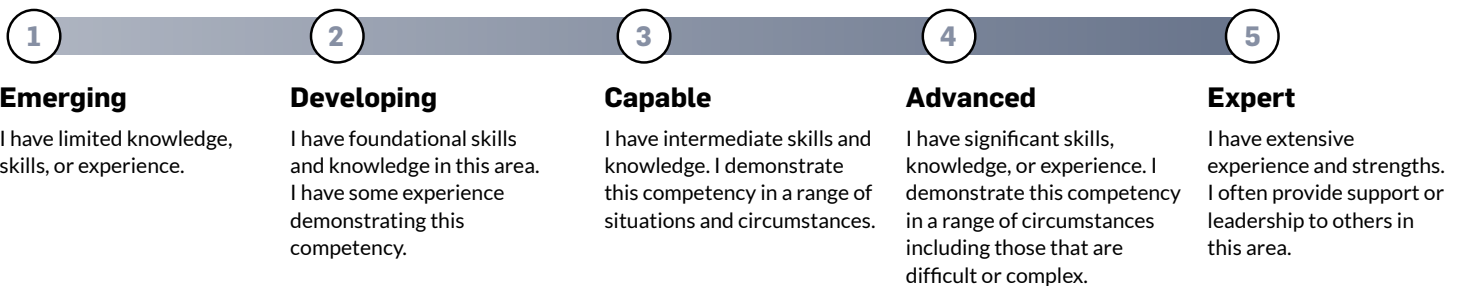 1
2
3
4
5
Emerging
I have limited knowledge,
skills, or experience.
Developing
I have foundational skills
and knowledge in this area.
I have some experience
demonstrating this
competency.
Capable
I have intermediate skills and
knowledge. I demonstrate
this competency in a range of
situations and circumstances.
Advanced
I have significant skills,
knowledge, or experience. I
demonstrate this competency
in a range of circumstances
including those that are
difficult or complex.
Expert
I have extensive
experience and strengths.
I often provide support or
leadership to others in
this area.